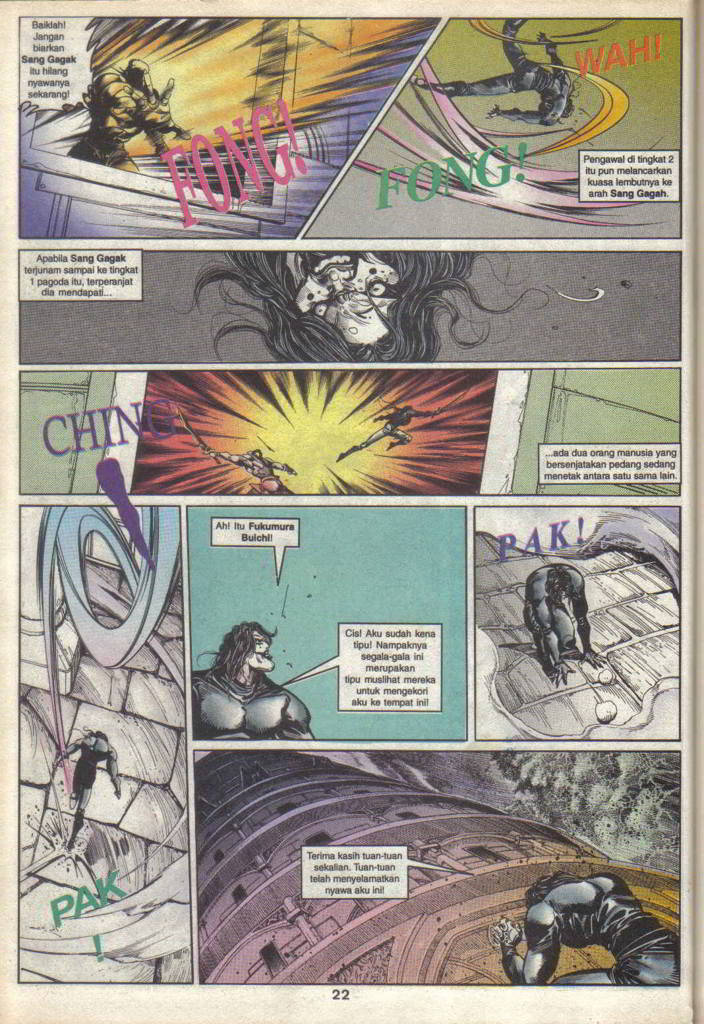 Baiklah!
Jangan
biarkan
Sang Gagak
itu hilang
nyawanya
sekarang!
FONG!
WAH!
FONG!
Pengawal di tingkat 2
itu pun melancarkan
kuasa lembutnya ke
arah Sang Gagah.
Apabila Sang Gagak
terjunam sampai ke tingkat
1 pagoda itu, terperanjat
dia mendapati...
CHING!
...ada dua orang manusia yang
bersenjatakan pedang sedang
menetak antara satu sama lain.
Ah! Itu Fukumura
Buichi!
Cis! Aku sudah kena
tipu! Nampaknya
segala-gala ini
merupakan
tipu muslihat mereka
untuk mengekori
aku ke tempat ini!
PAK!
PAK
!
Terima kasih tuan-tuan
sekalian. Tuan-tuan
telah menyelamatkan
nyawa aku ini!
22